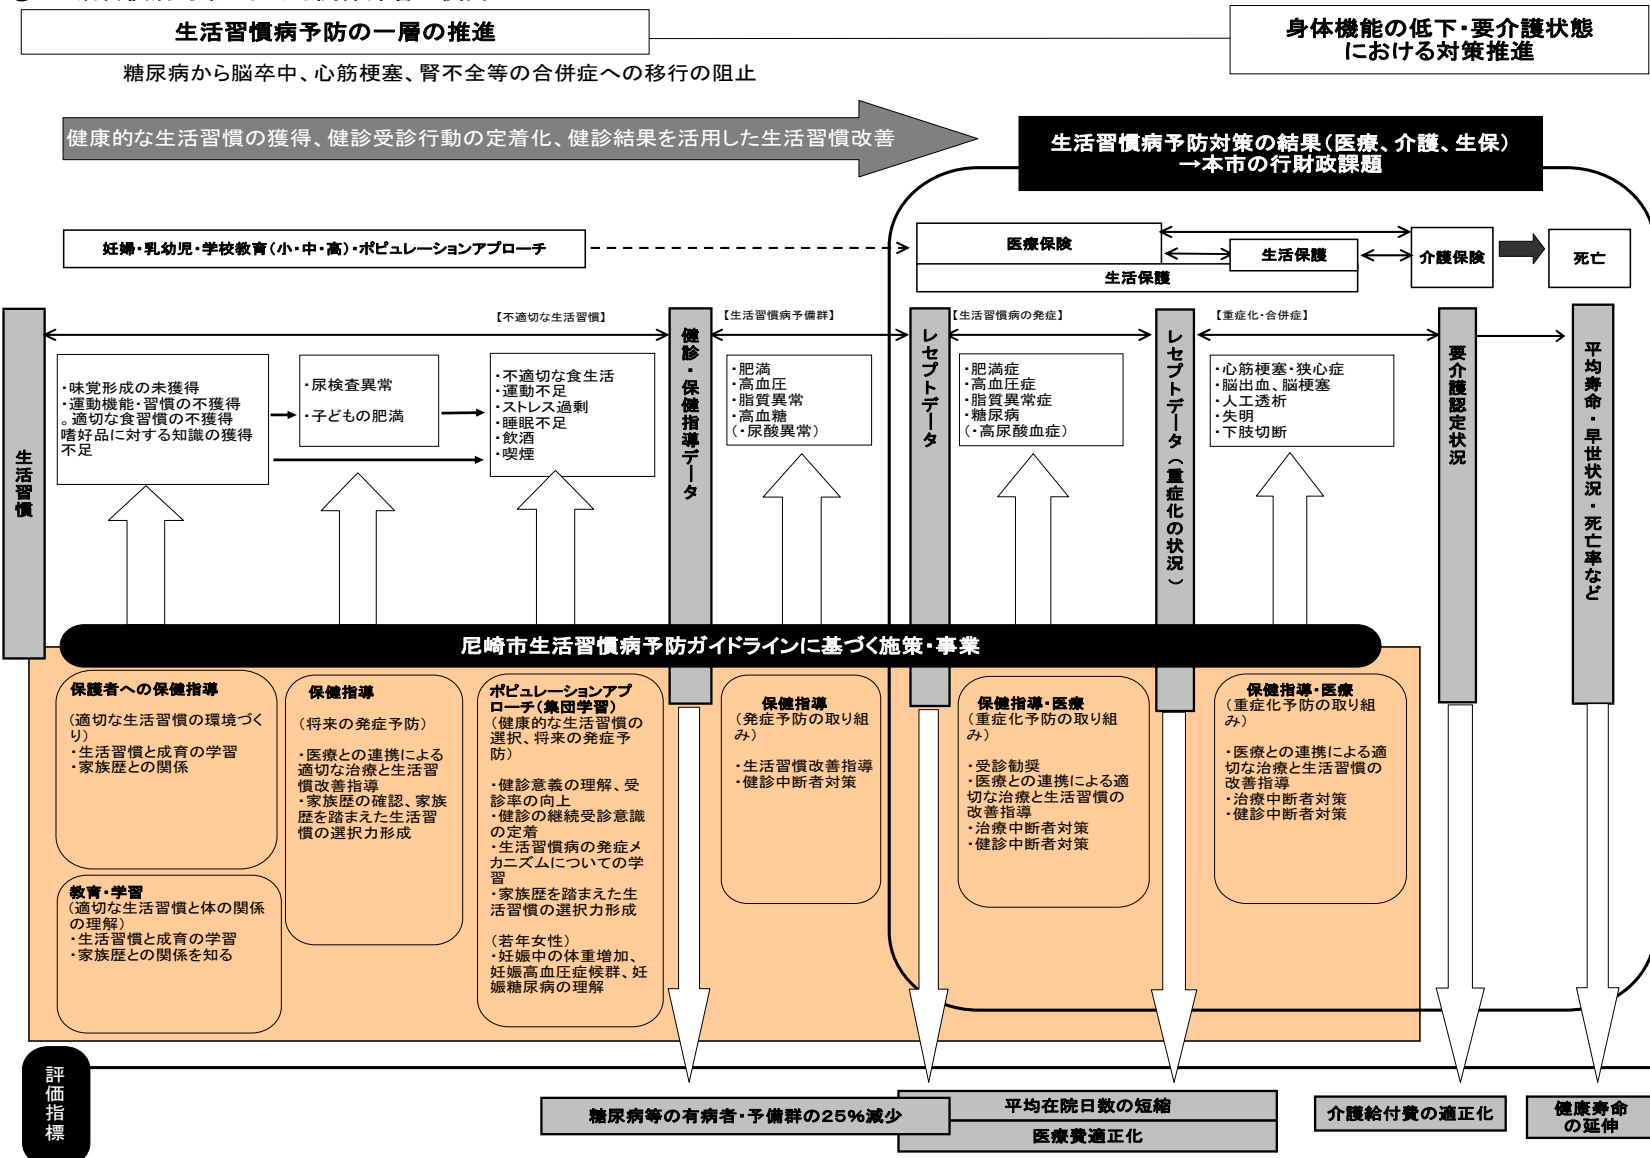 生活習慣病予防の一層の推進
身体機能の低下・要介護状態
における対策推進
糖尿病から脳卒中、心筋梗塞、腎不全等の合併症への移行の阻止
健康的な生活習慣の獲得、健診受診行動の定着化、健診結果を活用した生活習慣改善
生活習慣病予防対策の結果(医療、介護、生保)
→本市の行財政課題
妊婦・乳幼児・学校教育(小・中・高)・ポピュレーションアプローチ
医療保険
生活保護
生活保護
介護保険
死亡
【不適切な生活習慣】
【生活習慣病予備群】
【生活習慣病の発症】
【重症化・合併症】
生活習慣
・味覚形成の未獲得
・運動機能・習慣の不獲得
。適切な食習慣の不獲得
嗜好品に対する知識の獲得
不足
・尿検査異常
・子どもの肥満
・不適切な食生活
・運動不足
・ストレス過剰
・睡眠不足
・飲酒
・喫煙
健診・保健指導データ
・肥満
・高血圧
・脂質異常
・高血糖
(・尿酸異常)
レセプトデータ
・肥満症
・高血圧症
・脂質異常症
・糖尿病
(・高尿酸血症)
レセプトデータ(重症化の状況)
・心筋梗塞・狭心症
・脳出血、脳梗塞
・人工透析
・失明
・下肢切断
要介護認定状況
平均寿命・早世状況・死亡率など
尼崎市生活習慣病予防ガイドラインに基づく施策・事業
保護者への保健指導
(適切な生活習慣の環境づく
り)
・生活習慣と成育の学習
・家族歴との関係
教育・学習
(適切な生活習慣と体の関係
の理解)
・生活習慣と成育の学習
・家族歴との関係を知る
保健指導
(将来の発症予防)
・医療との連携による
適切な治療と生活習
慣改善指導
・家族歴の確認、家族
歴を踏まえた生活習
慣の選択力形成
ポピュレーションアプ
ローチ(集団学習)
(健康的な生活習慣の
選択、将来の発症予
防)
・健診意義の理解、受
診率の向上
・健診の継続受診意識
の定着
・生活習慣病の発症メ
カニズムについての学
習
・家族歴を踏まえた生
活習慣の選択力形成
(若年女性)
・妊娠中の体重増加、
妊娠高血圧症候群、妊
娠糖尿病の理解
保健指導
(発症予防の取り組
み)
・生活習慣改善指導
・健診中断者対策
保健指導・医療
(重症化予防の取り組
み)
・受診勧奨
・医療との連携による適
切な治療と生活習慣の
改善指導
・治療中断者対策
・健診中断者対策
保健指導・医療
(重症化予防の取り組
み)
・医療との連携による適
切な治療と生活習慣の
改善指導
・治療中断者対策
・健診中断者対策
評価指標
糖尿病等の有病者・予備群の25%減少
平均在院日数の短縮
医療費適正化
介護給付費の適正化
健康寿命
の延伸